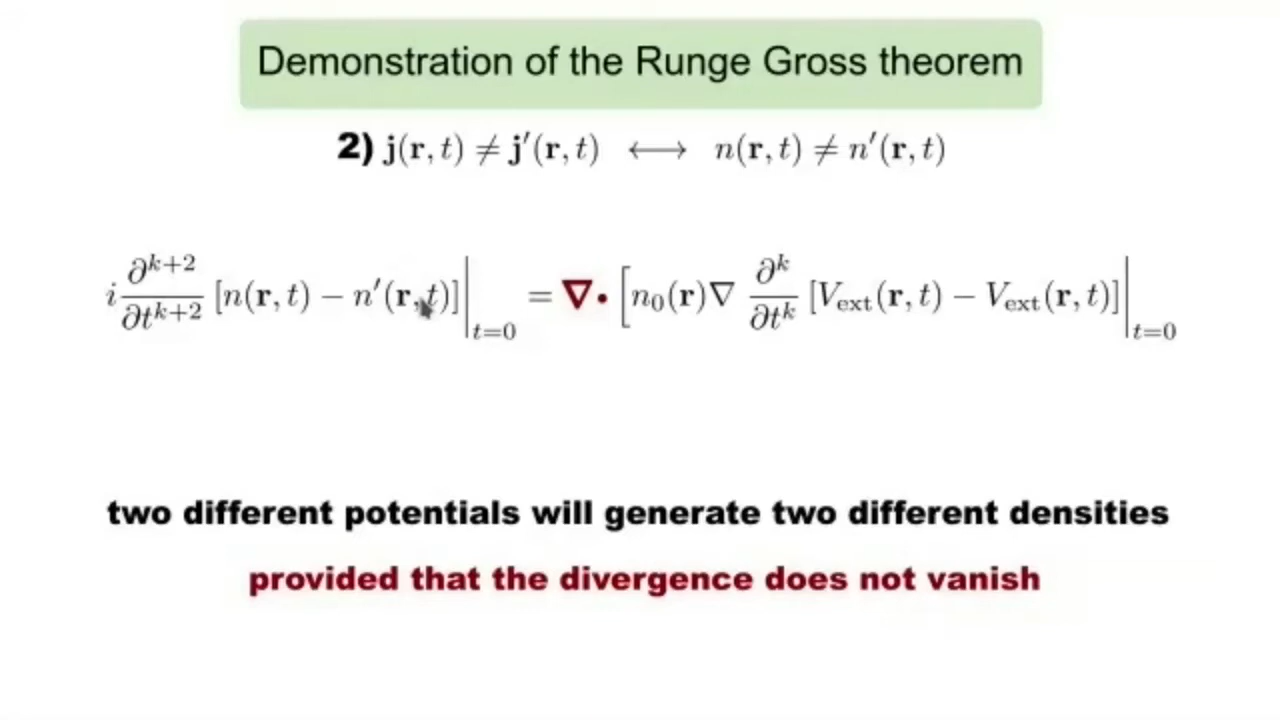 Demonstration of the Runge Gross theorem
2) j(r, t) ≠ j′(r, t) ⟷ n(r, t) ≠ n′(r, t)
i ∂^{k+2}/∂t^{k+2} [n(r, t) − n′(r, t)]|_{t=0} = ∇• [n₀(r)∇ ∂^k/∂t^k [V_ext(r, t) − V_ext(r, t)]|_{t=0}
two different potentials will generate two different densities
provided that the divergence does not vanish